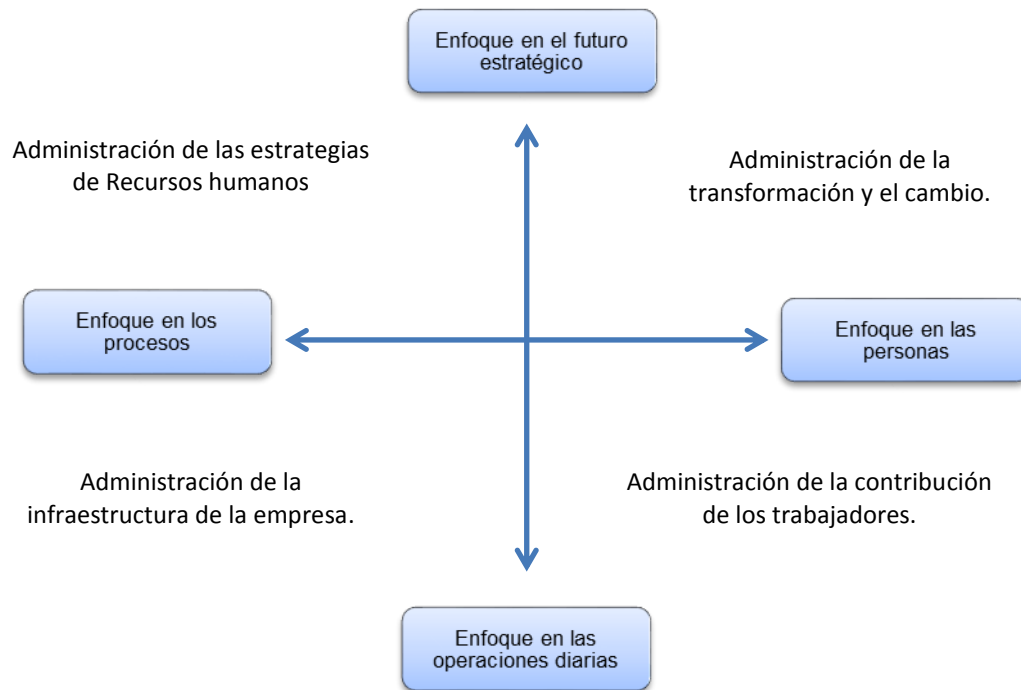 Enfoque en el futuro
estratégico
Administración de las estrategias
de Recursos humanos
Administración de la
transformación y el cambio.
Enfoque en los
procesos
Enfoque en las
personas
Administración de la
infraestructura de la empresa.
Administración de la contribución
de los trabajadores.
Enfoque en las
operaciones diarias